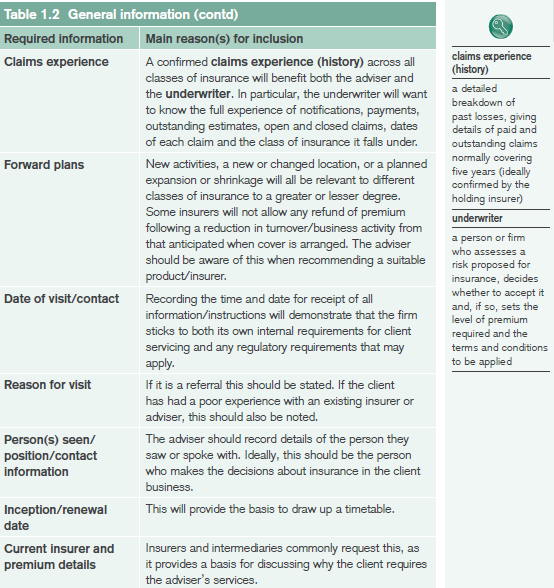 Table 1.2 General information (contd)
Required information Main reason(s) for inclusion
Claims experience
A confirmed claims experience (history) across all
classes of insurance will benefit both the adviser and
the underwriter. In particular, the underwriter will want
to know the full experience of notifications, payments,
outstanding estimates, open and closed claims, dates
of each claim and the class of insurance it falls under.
Forward plans
New activities, a new or changed location, or a planned
expansion or shrinkage will all be relevant to different
classes of insurance to a greater or lesser degree.
Some insurers will not allow any refund of premium
following a reduction in turnover/business activity from
that anticipated when cover is arranged. The adviser
should be aware of this when recommending a suitable
product/insurer.
Date of visit/contact
Recording the time and date for receipt of all
information/instructions will demonstrate that the firm
sticks to both its own internal requirements for client
servicing and any regulatory requirements that may
apply.
Reason for visit
If it is a referral this should be stated. If the client
has had a poor experience with an existing insurer or
adviser, this should also be noted.
Person(s) seen/
position/contact
information
The adviser should record details of the person they
saw or spoke with. Ideally, this should be the person
who makes the decisions about insurance in the client
business.
Inception/renewal
date
This will provide the basis to draw up a timetable.
Current insurer and
premium details
Insurers and intermediaries commonly request this, as
it provides a basis for discussing why the client requires
the adviser's services.
claims experience
(history)
a detailed
breakdown of
past losses, giving
details of paid and
outstanding claims
normally covering
five years (ideally
confirmed by the
holding insurer)
underwriter
a person or firm
who assesses a
risk proposed for
insurance, decides
whether to accept it
and, if so, sets the
level of premium
required and the
terms and conditions
to be applied